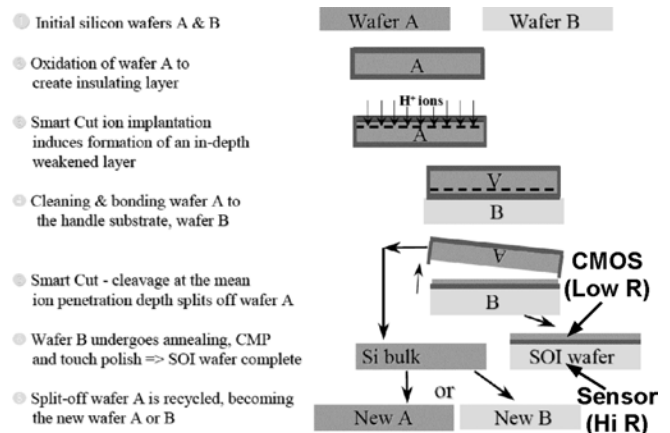 Initial silicon wafers A & B
Wafer A
Wafer B
Oxidation of wafer A to
create insulating layer
A
H+ ions
Smart Cut ion implantation
induces formation of an in-depth
weakened layer
A
Cleaning & bonding wafer A to
the handle substrate, wafer B
A
B
Smart Cut - cleavage at the mean
ion penetration depth splits off wafer A
A
B
CMOS
(Low R)
Wafer B undergoes annealing, CMP
and touch polish => SOI wafer complete
Si bulk
SOI wafer
Split-off wafer A is recycled, becoming
the new wafer A or B
or
New A
New B
Sensor
(Hi R)